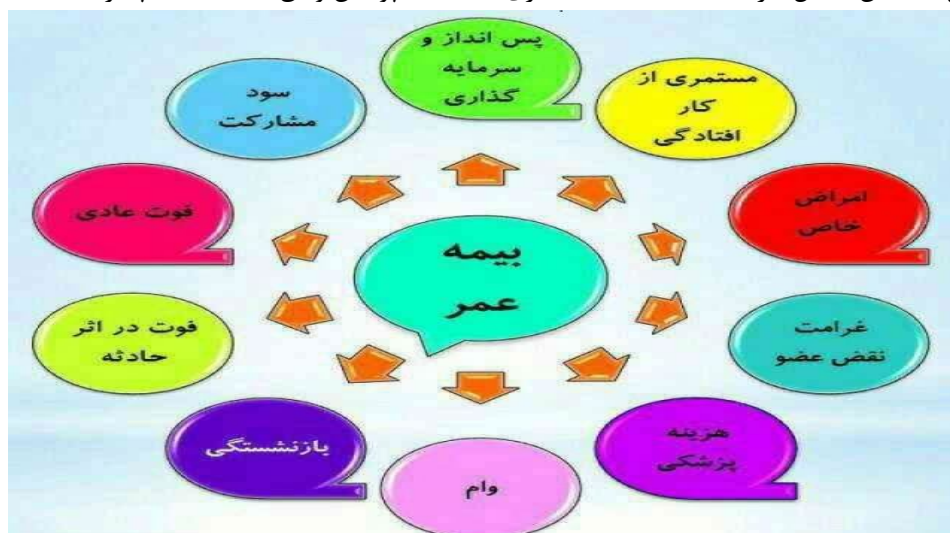 بیمه
عمر
پس انداز و
سرمایه
گذاری
مستمری از
کار
افتادگی
امراض
خاص
غرامت
نقض عضو
هزینه
پزشکی
وام
بازنشستگی
فوت در اثر
حادثه
فوت عادی
سود
مشارکت